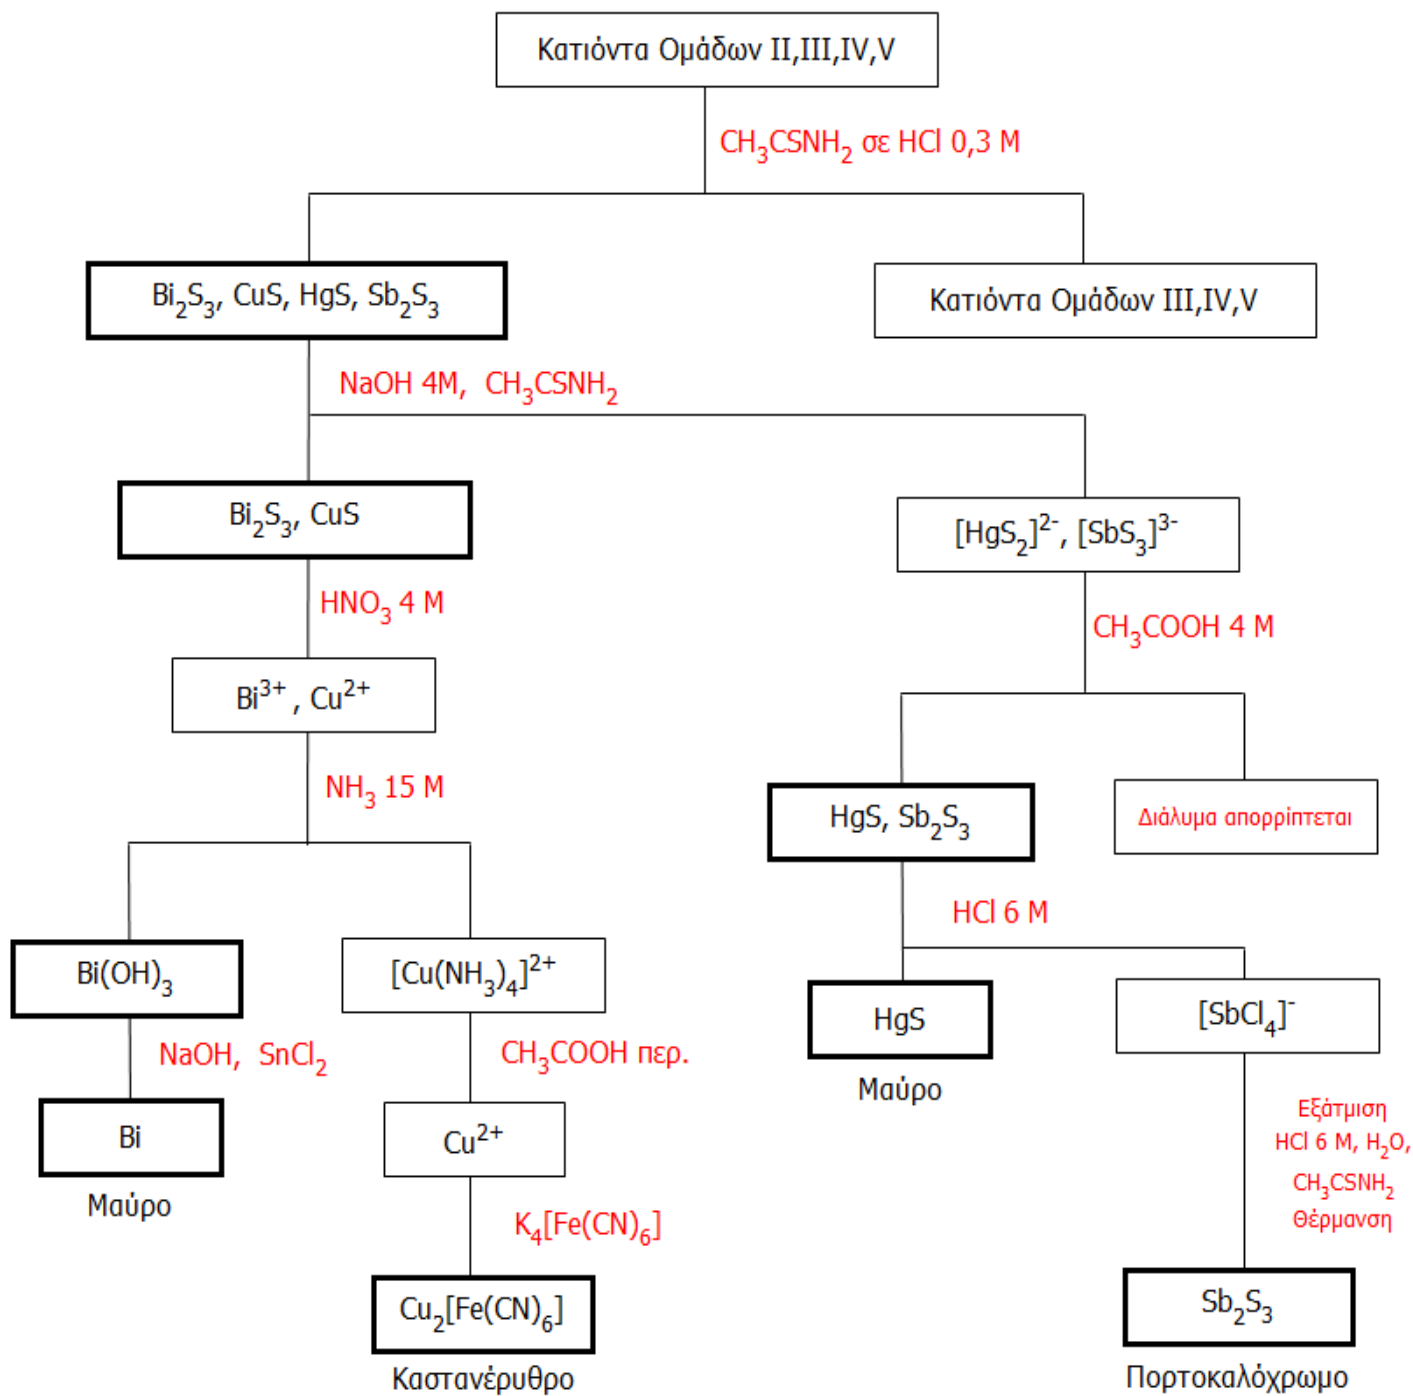 Κατιόντα Ομάδων II,III,IV,V
CH₃CSNH₂ σε HCl 0,3 M
Bi₂S₃, CuS, HgS, Sb₂S₃
Κατιόντα Ομάδων III,IV,V
NaOH 4M, CH₃CSNH₂
Bi₂S₃, CuS
[HgS₂]²⁻, [SbS₃]³⁻
HNO₃ 4 M
CH₃COOH 4 M
Bi³⁺ , Cu²⁺
NH₃ 15 M
HgS, Sb₂S₃
Διάλυμα απορρίπτεται
HCl 6 M
Bi(OH)₃
[Cu(NH₃)₄]²⁺
HgS
[SbCl₄]⁻
NaOH, SnCl₂
CH₃COOH περ.
Μαύρο
Bi
Cu²⁺
Εξάτμιση
HCl 6 M, H₂O,
CH₃CSNH₂
Θέρμανση
Μαύρο
K₄[Fe(CN)₆]
Cu₂[Fe(CN)₆]
Sb₂S₃
Καστανέρυθρο
Πορτοκαλόχρωμο